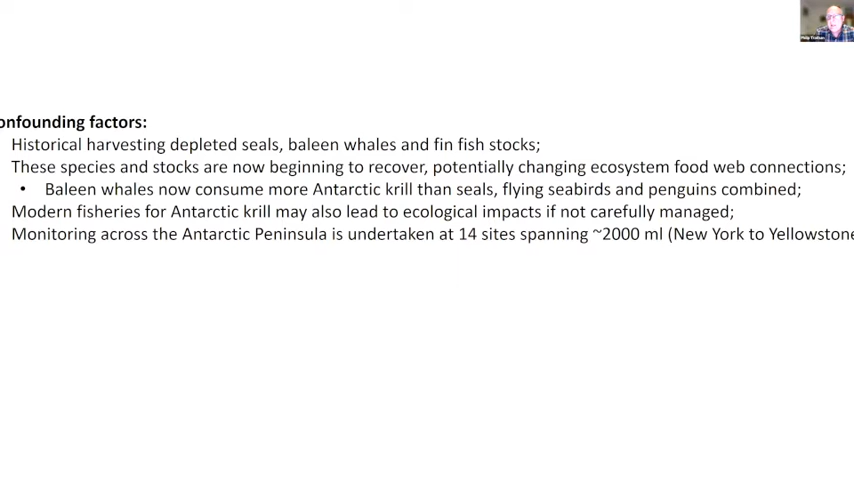 onfounding factors:
Historical harvesting depleted seals, baleen whales and fin fish stocks;
These species and stocks are now beginning to recover, potentially changing ecosystem food web connections;
• Baleen whales now consume more Antarctic krill than seals, flying seabirds and penguins combined;
Modern fisheries for Antarctic krill may also lead to ecological impacts if not carefully managed;
Monitoring across the Antarctic Peninsula is undertaken at 14 sites spanning ~2000 ml (New York to Yellowstone